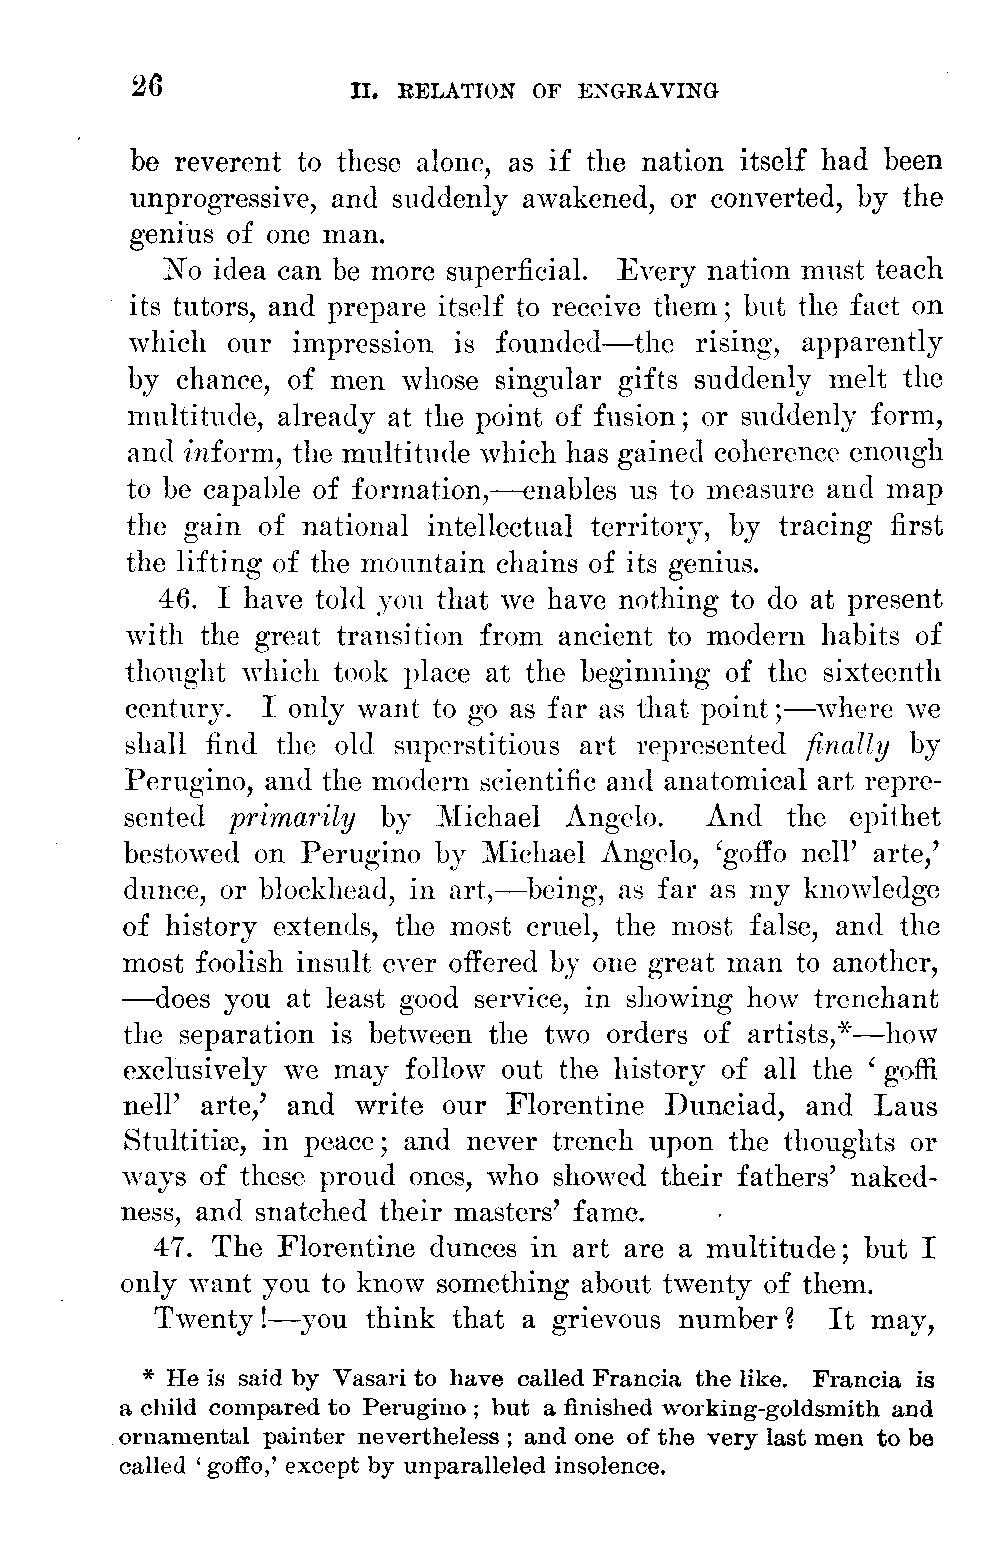 26 II. RELATION OF ENGRAVING
be reverent to these alone, as if the nation itself had been
unprogressive, and suddenly awakened, or converted, by the
genius of one man.
No idea can be more superficial. Every nation must teach
its tutors, and prepare itself to receive them; but the fact on
which our impression is founded—the rising, apparently
by chance, of men whose singular gifts suddenly melt the
multitude, already at the point of fusion; or suddenly form,
and inform, the multitude which has gained coherence enough
to be capable of formation,—enables us to measure and map
the gain of national intellectual territory, by tracing first
the lifting of the mountain chains of its genius.
46. I have told you that we have nothing to do at present
with the great transition from ancient to modern habits of
thought which took place at the beginning of the sixteenth
century. I only want to go as far as that point;—where we
shall find the old superstitious art represented finally by
Perugino, and the modern scientific and anatomical art repre-
sented primarily by Michael Angelo. And the epithet
bestowed on Perugino by Michael Angelo, 'goffo nell' arte,'
dunce, or blockhead, in art,—being, as far as my knowledge
of history extends, the most cruel, the most false, and the
most foolish insult ever offered by one great man to another,
—does you at least good service, in showing how trenchant
the separation is between the two orders of artists,*—how
exclusively we may follow out the history of all the 'goffi
nell' arte,' and write our Florentine Dunciad, and Laus
Stultitiæ, in peace; and never trench upon the thoughts or
ways of these proud ones, who showed their fathers' naked-
ness, and snatched their masters' fame.
47. The Florentine dunces in art are a multitude; but I
only want you to know something about twenty of them.
Twenty!—you think that a grievous number? It may,
* He is said by Vasari to have called Francia the like. Francia is
a child compared to Perugino; but a finished working-goldsmith and
ornamental painter nevertheless; and one of the very last men to be
called 'goffo,' except by unparalleled insolence.